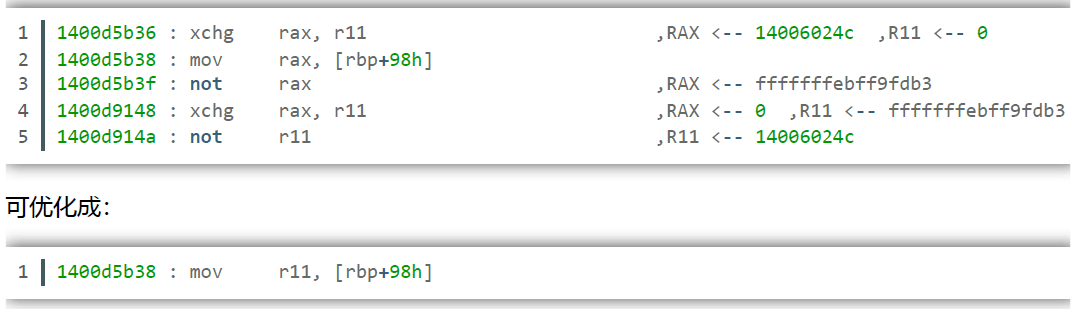 1 1400d5b36 : xchg    rax, r11                          ,RAX <-- 14006024c  ,R11 <-- 0
2 1400d5b38 : mov     rax, [rbp+98h]
3 1400d5b3f : not     rax                               ,RAX <-- fffffffebff9fdb3
4 1400d9148 : xchg    rax, r11                          ,RAX <-- 0  ,R11 <-- fffffffebff9fdb3
5 1400d914a : not     r11                               ,R11 <-- 14006024c
可优化成：
1 1400d5b38 : mov     r11, [rbp+98h]